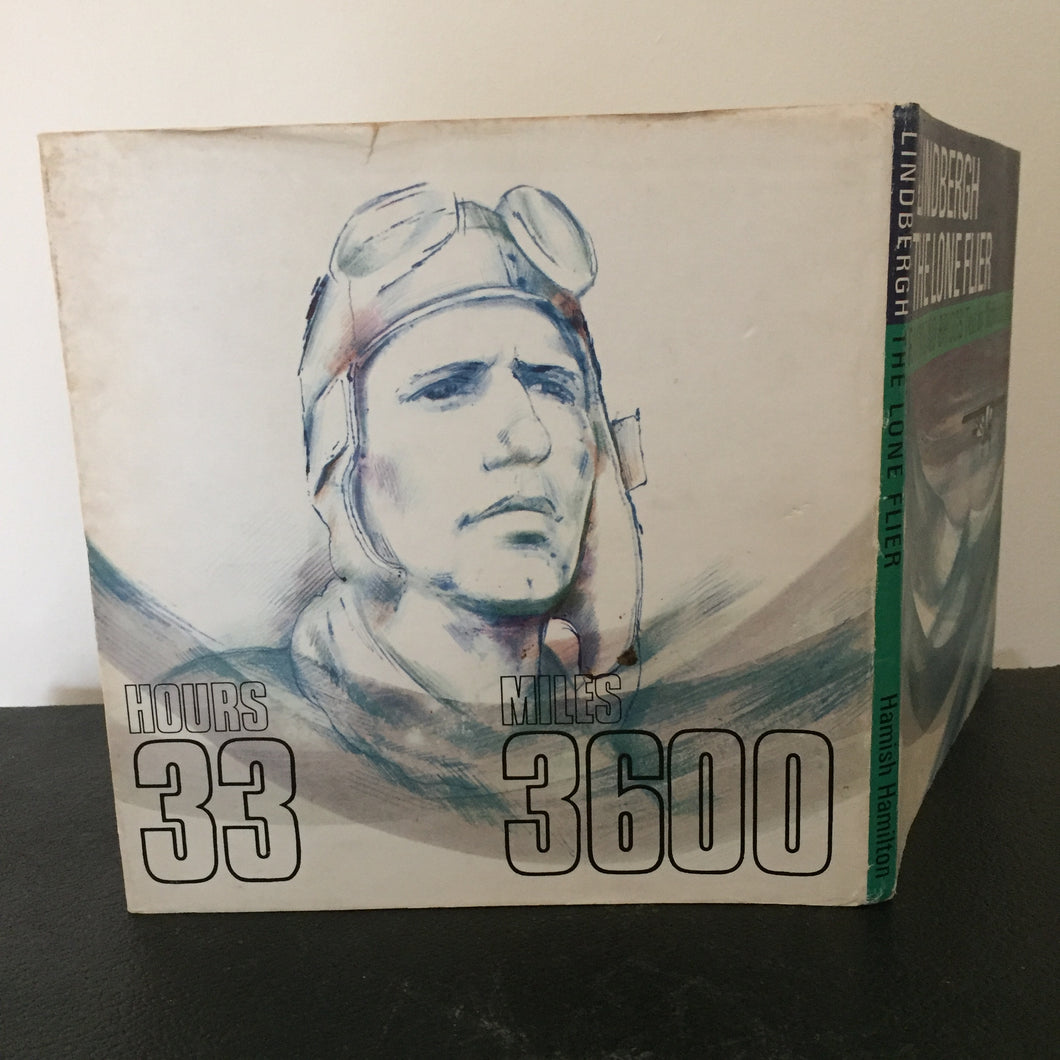 HOURS
33
MILES
3600
LINDBERGH THE LONE FLIER
Hamish Hamilton
LINDBERGH
THE LONE FLIER